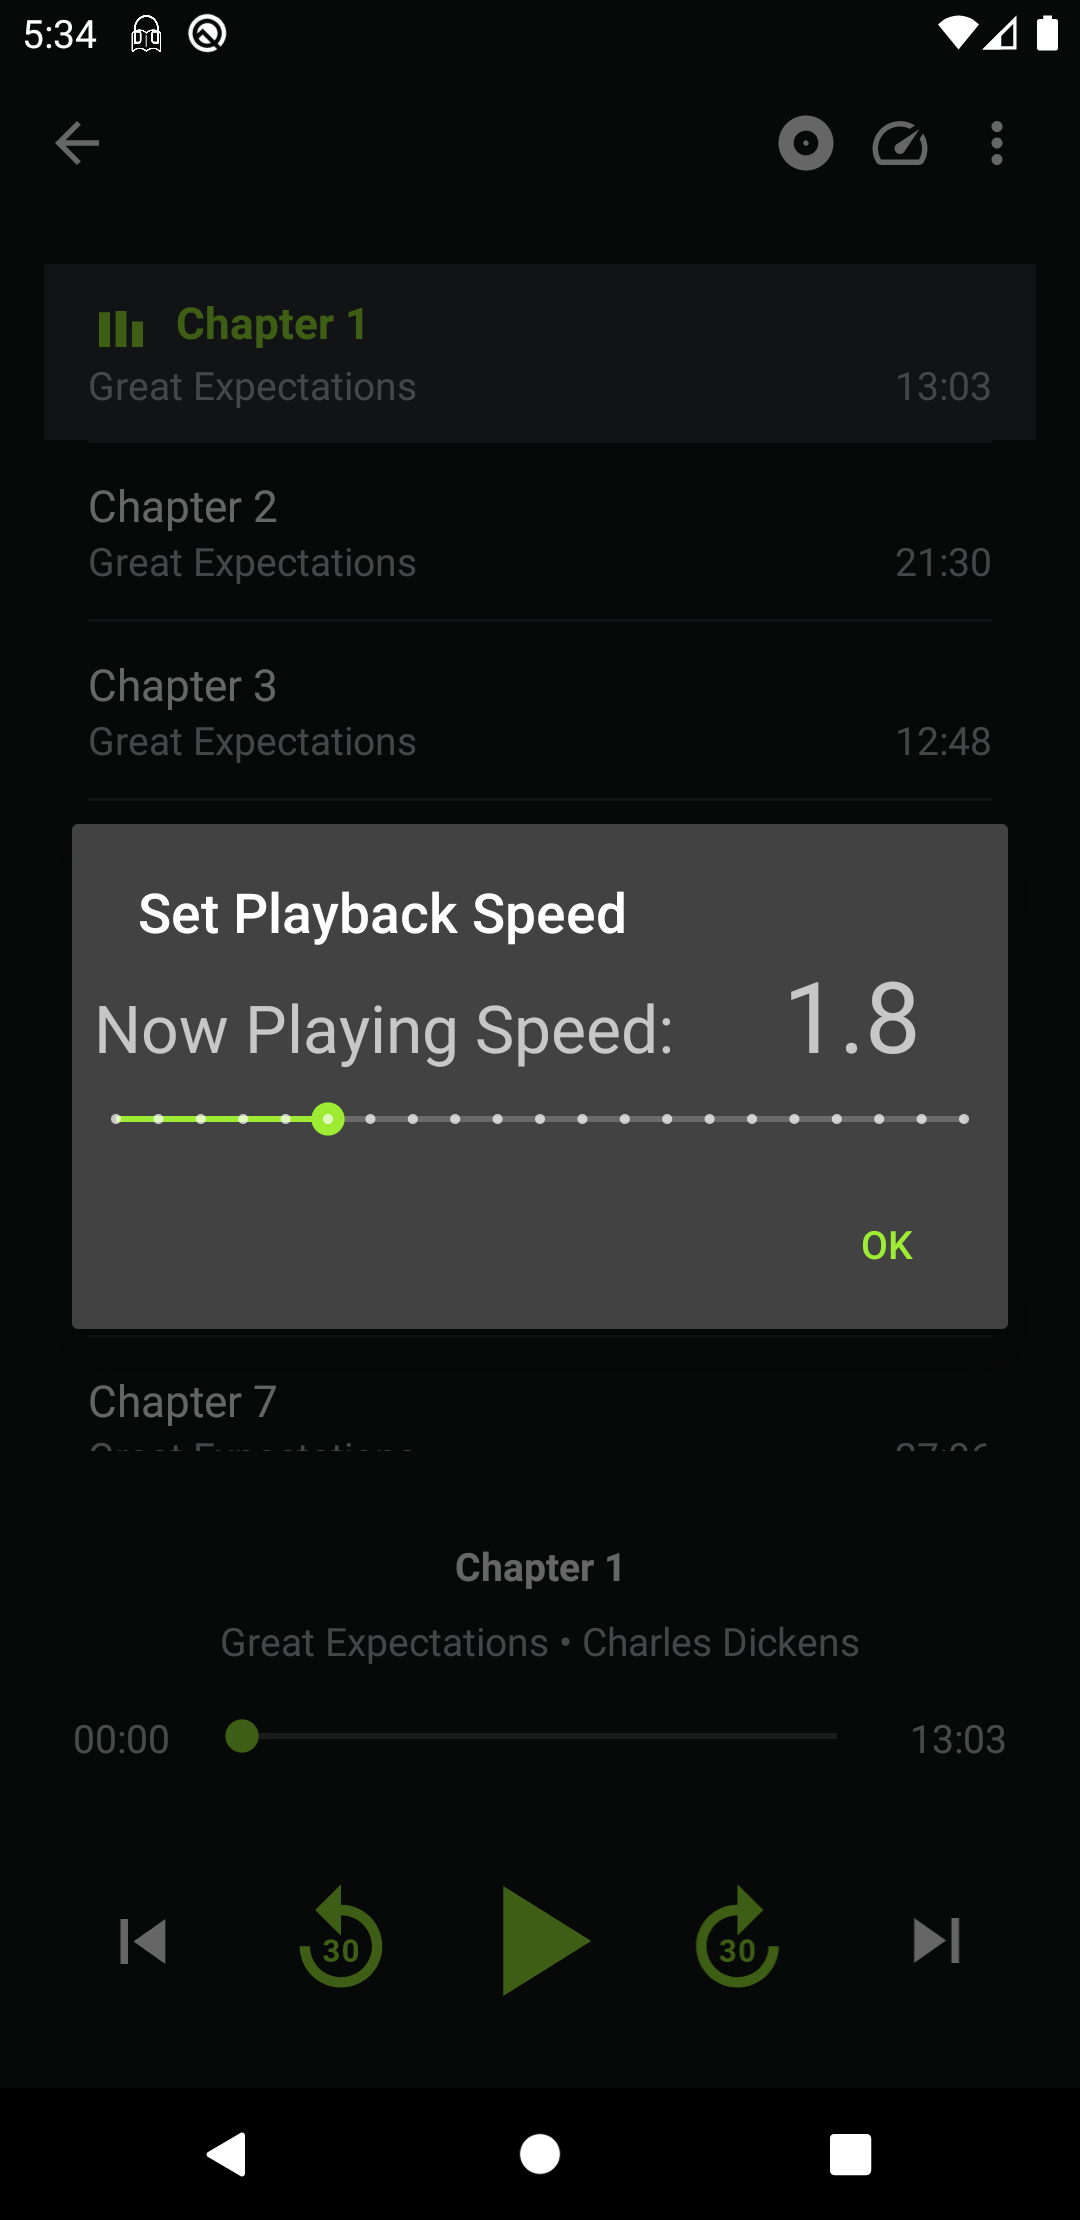 5:34
Chapter 1
Great Expectations 13:03
Chapter 2
Great Expectations 21:30
Chapter 3
Great Expectations 12:48
Set Playback Speed
Now Playing Speed: 1.8
OK
Chapter 7
Great Expectations
Chapter 1
Great Expectations • Charles Dickens
00:00 13:03
30 30